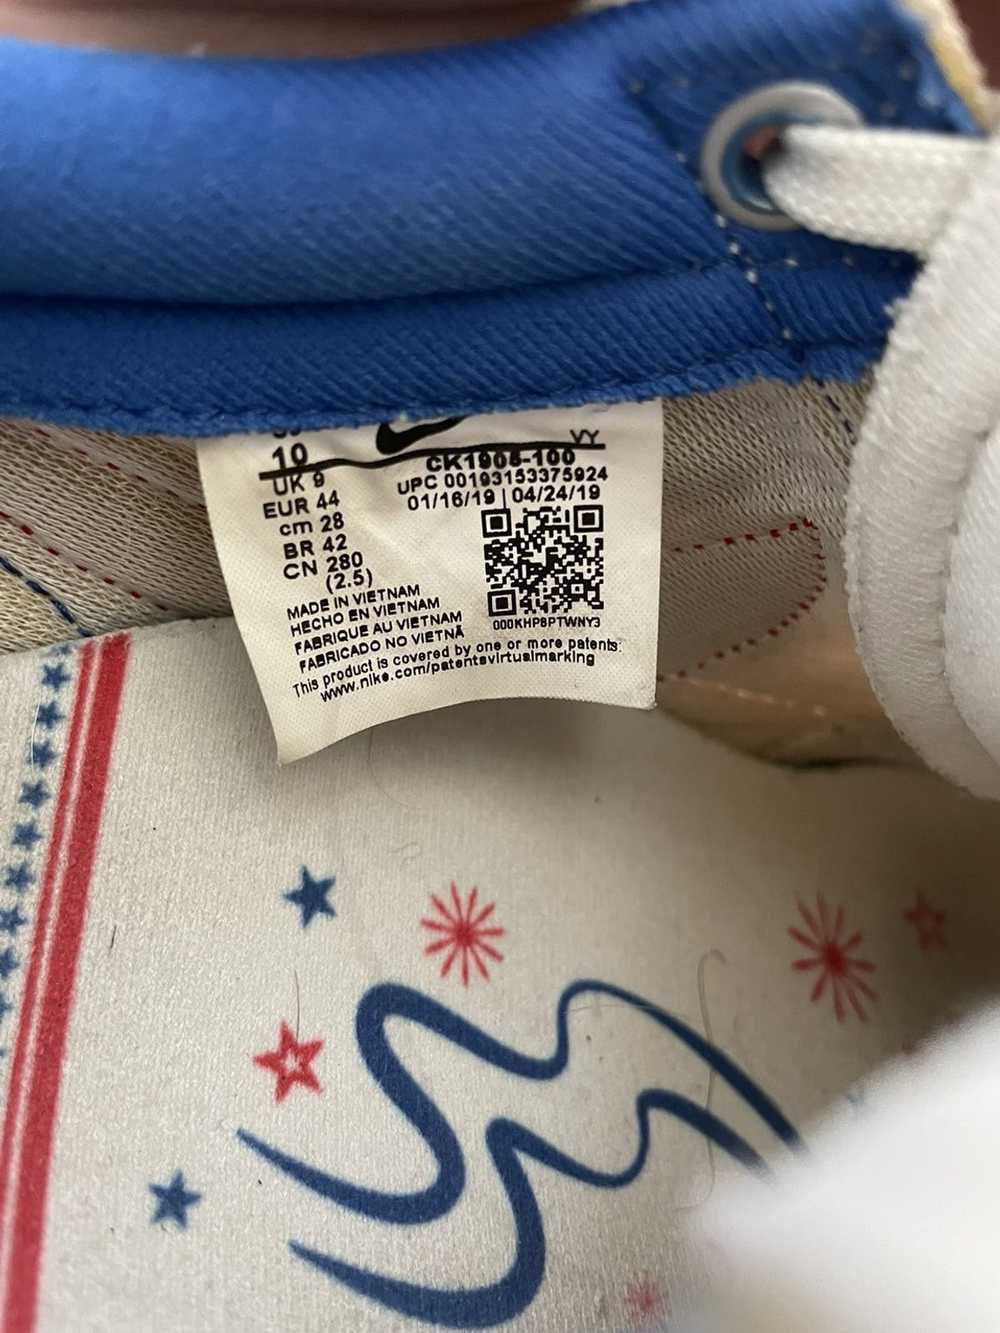 10
UK 9
EUR 44
cm 28
BR 42
CN 280
(2.5)
VY
CK1905-100
UPC 00193153375924
01/16/19 | 04/24/19
000KHPBPTWNY3
MADE IN VIETNAM
HECHO EN VIETNAM
FABRIQUE AU VIETNAM
FABRICADO NO VIETNÃ
This product is covered by one or more patents.
www.nike.com/patentsvirtualmarking